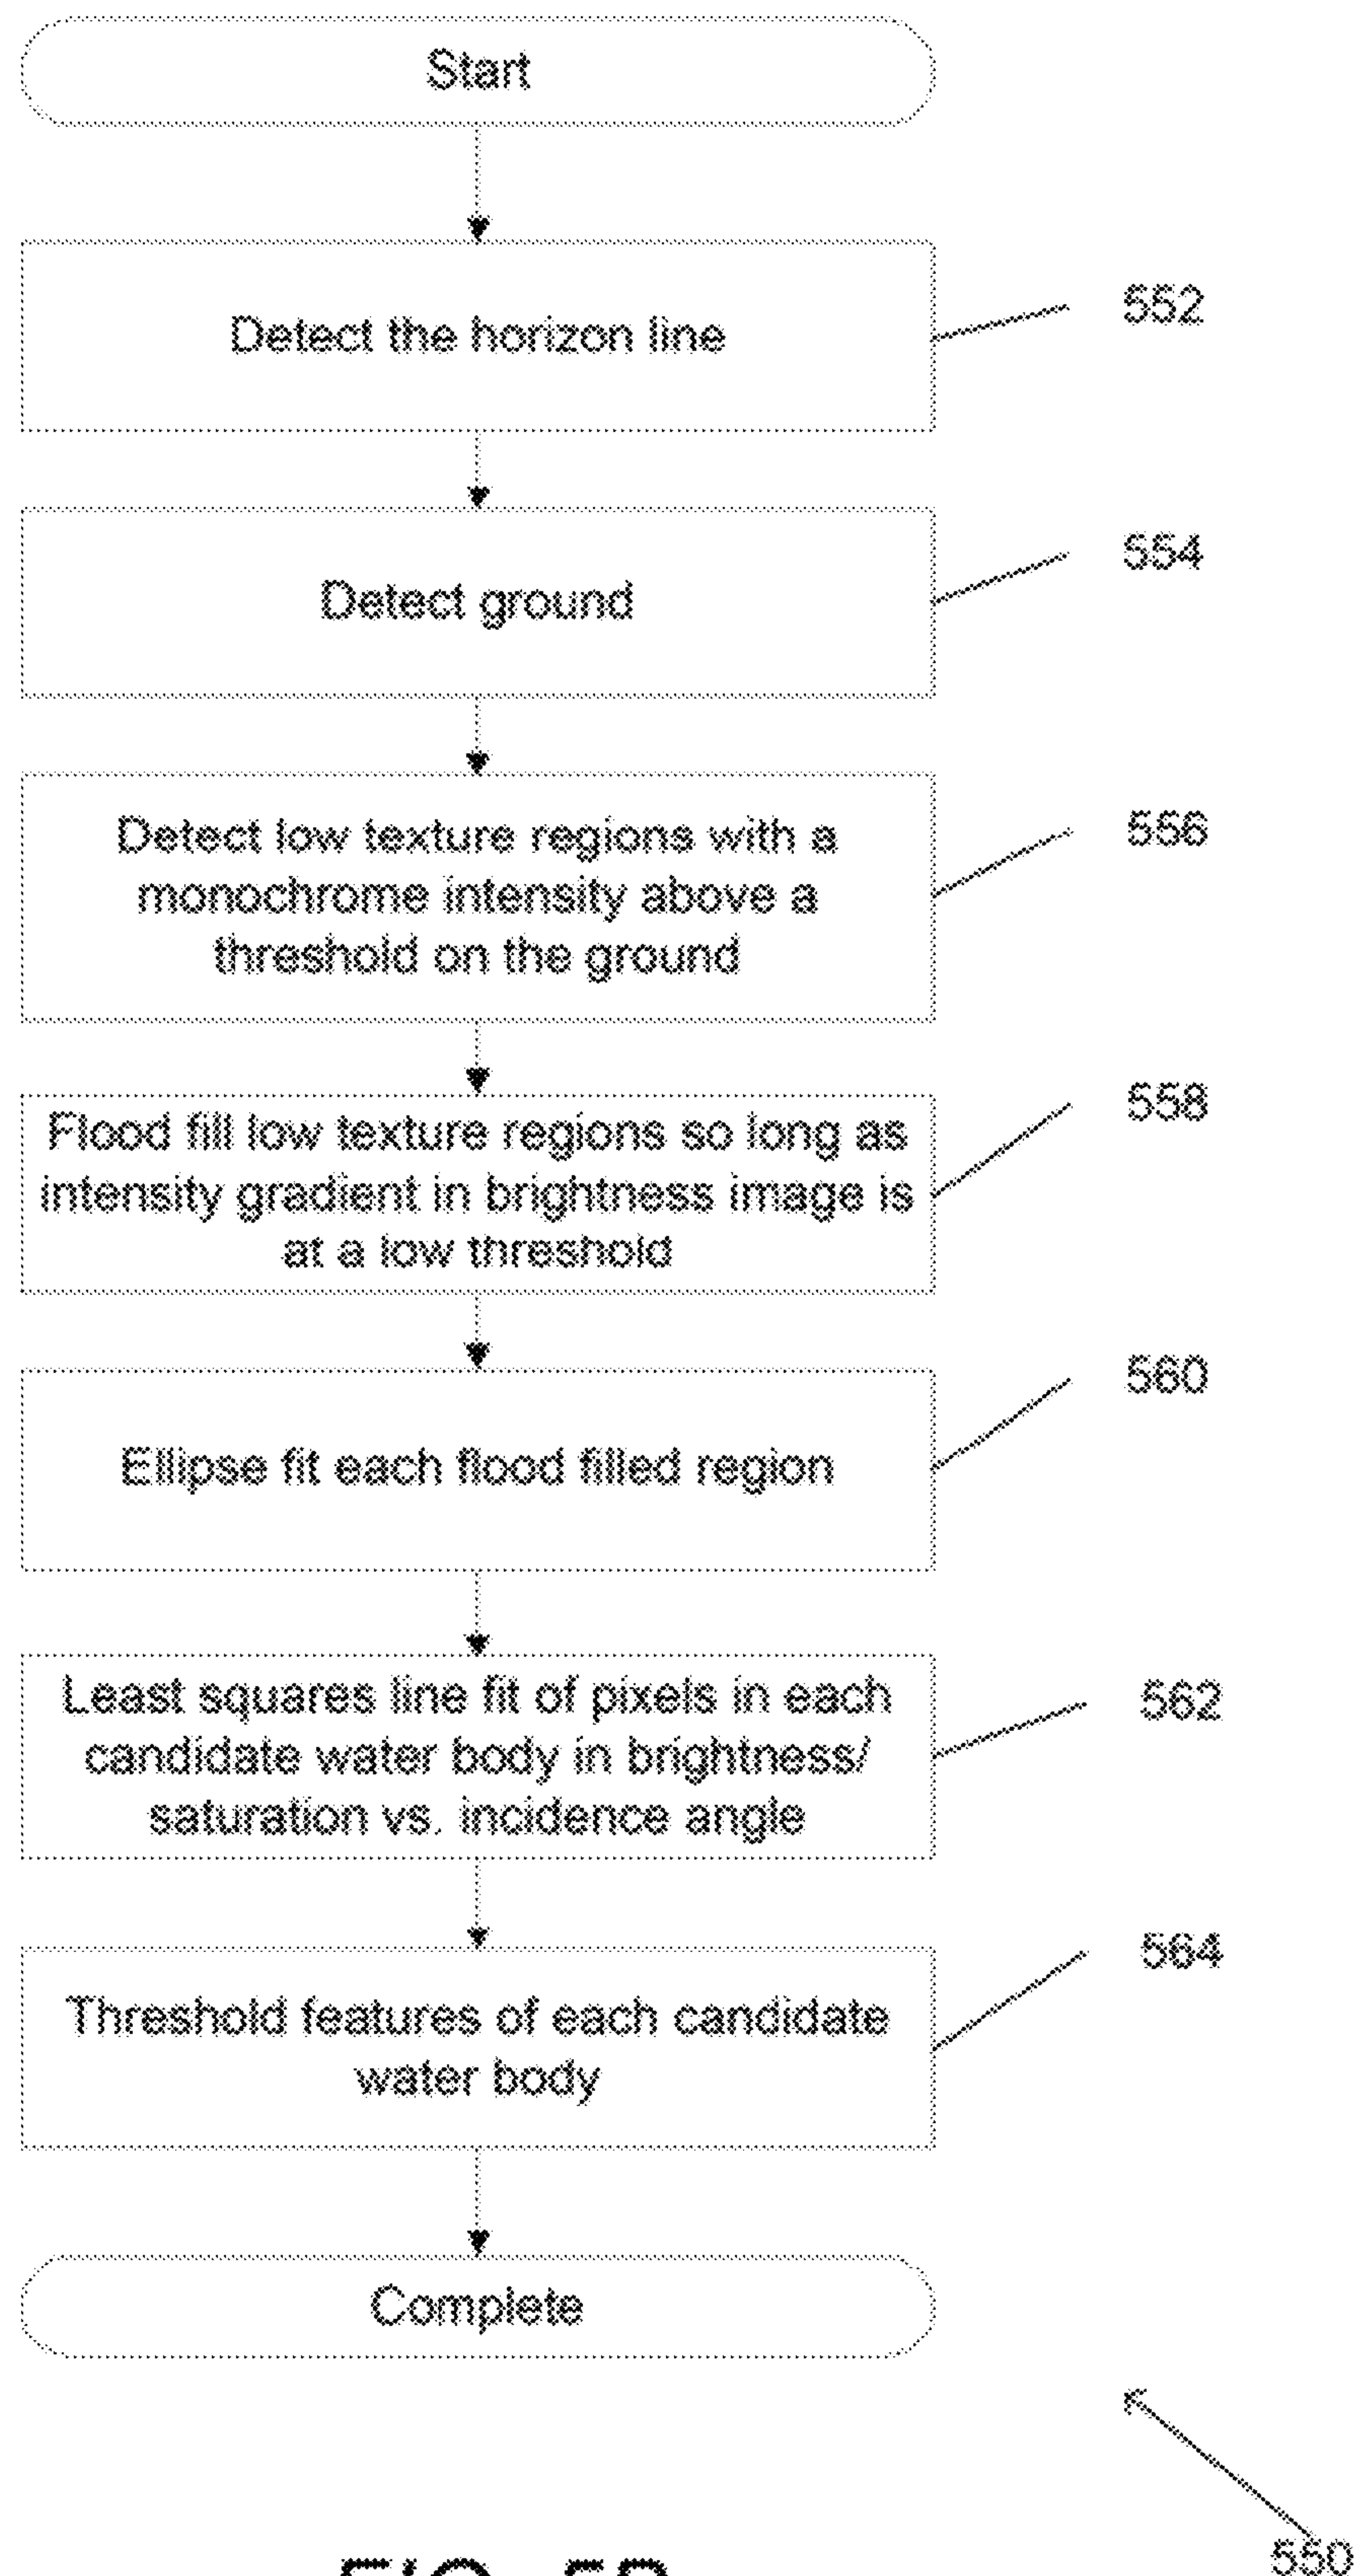 Start
Detect the horizon line
552
Detect ground
554
Detect low texture regions with a
monochrome intensity above a
threshold on the ground
556
Flood fill low texture regions so long as
intensity gradient in brightness image is
at a low threshold
558
Ellipse fit each flood filled region
560
Least squares line fit of pixels in each
candidate water body in brightness/
saturation vs. incidence angle
562
Threshold features of each candidate
water body
564
Complete
550